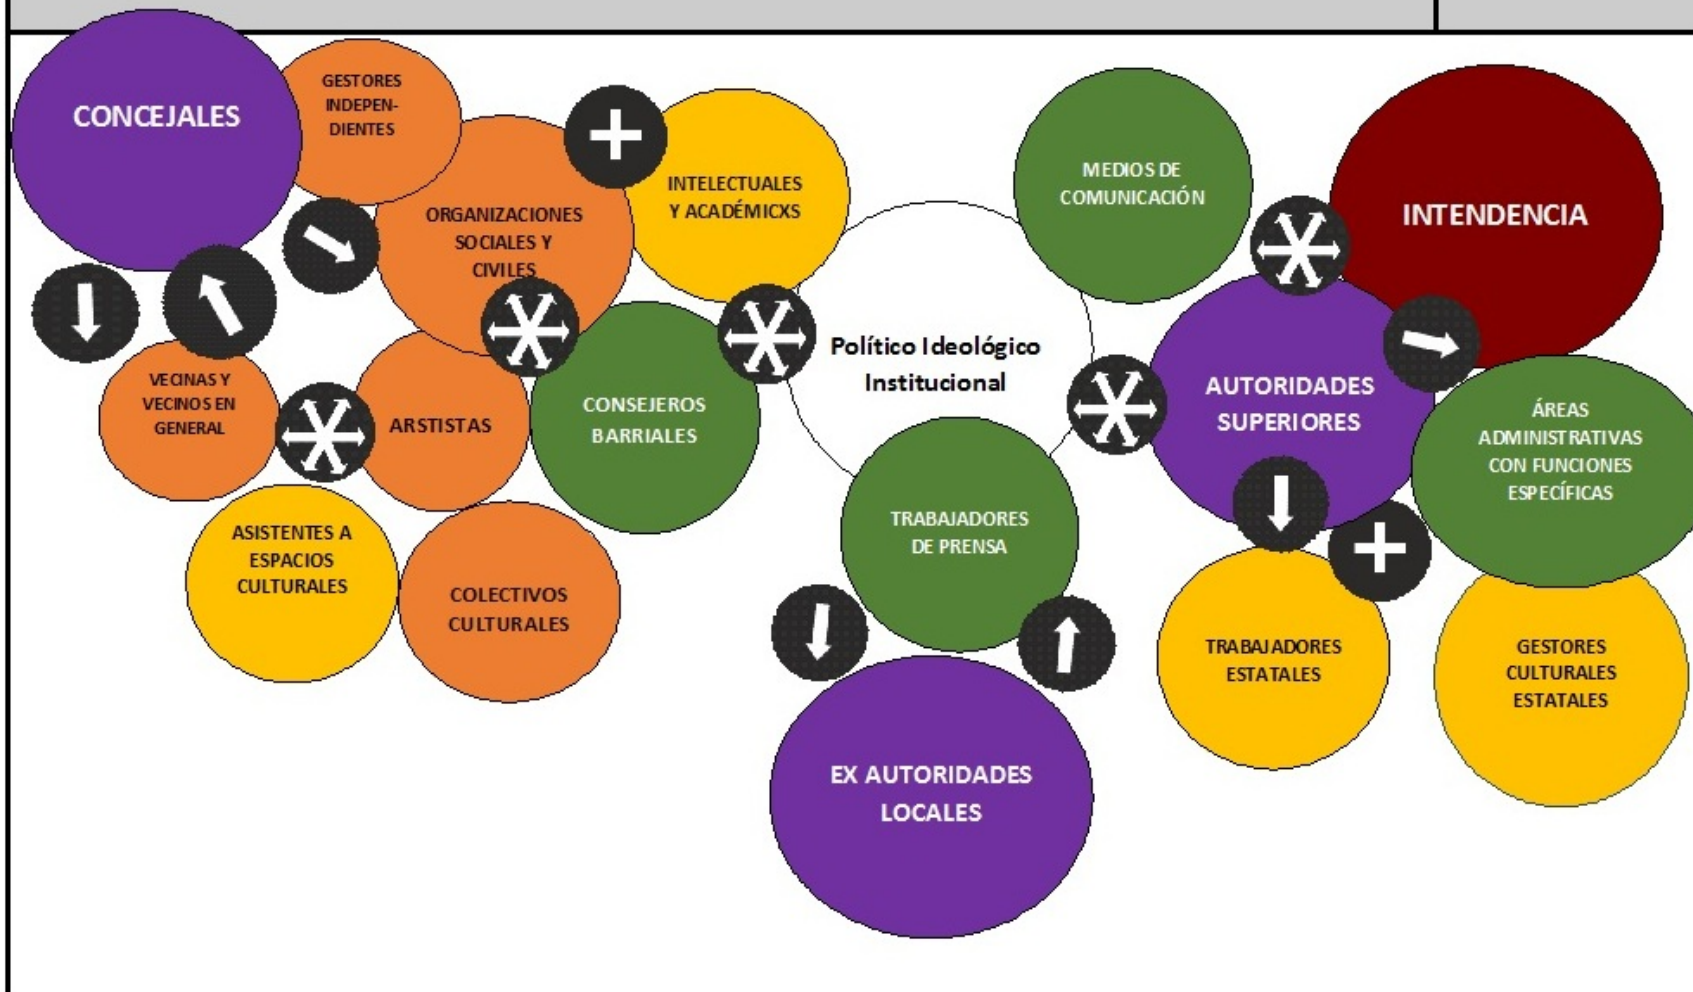 CONCEJALES
GESTORES
INDEPEN-
DIENTES
ORGANIZACIONES
SOCIALES Y
CIVILES
INTELECTUALES
Y ACADÉMICXS
MEDIOS DE
COMUNICACIÓN
INTENDENCIA
Político Ideológico
Institucional
VECINAS Y
VECINOS EN
GENERAL
ARSTISTAS
CONSEJEROS
BARRIALES
AUTORIDADES
SUPERIORES
ÁREAS
ADMINISTRATIVAS
CON FUNCIONES
ESPECÍFICAS
ASISTENTES A
ESPACIOS
CULTURALES
COLECTIVOS
CULTURALES
TRABAJADORES
DE PRENSA
TRABAJADORES
ESTATALES
GESTORES
CULTURALES
ESTATALES
EX AUTORIDADES
LOCALES